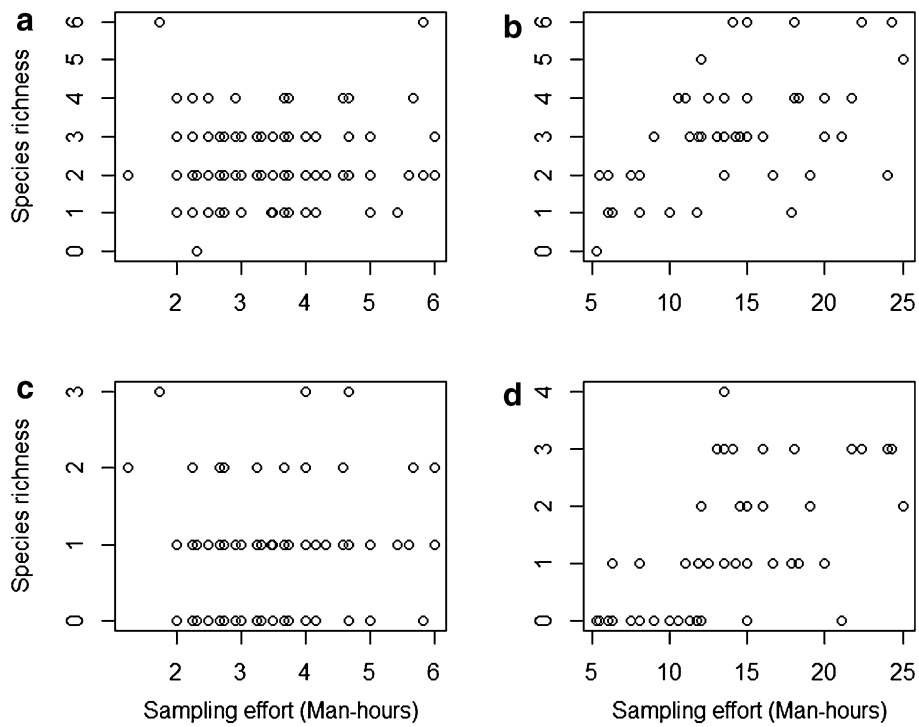 a
b
Species richness
0 1 2 3 4 5 6
2 3 4 5 6
0 1 2 3 4 5 6
5 10 15 20 25
c
d
Species richness
0 1 2 3
2 3 4 5 6
Sampling effort (Man-hours)
0 1 2 3 4
5 10 15 20 25
Sampling effort (Man-hours)